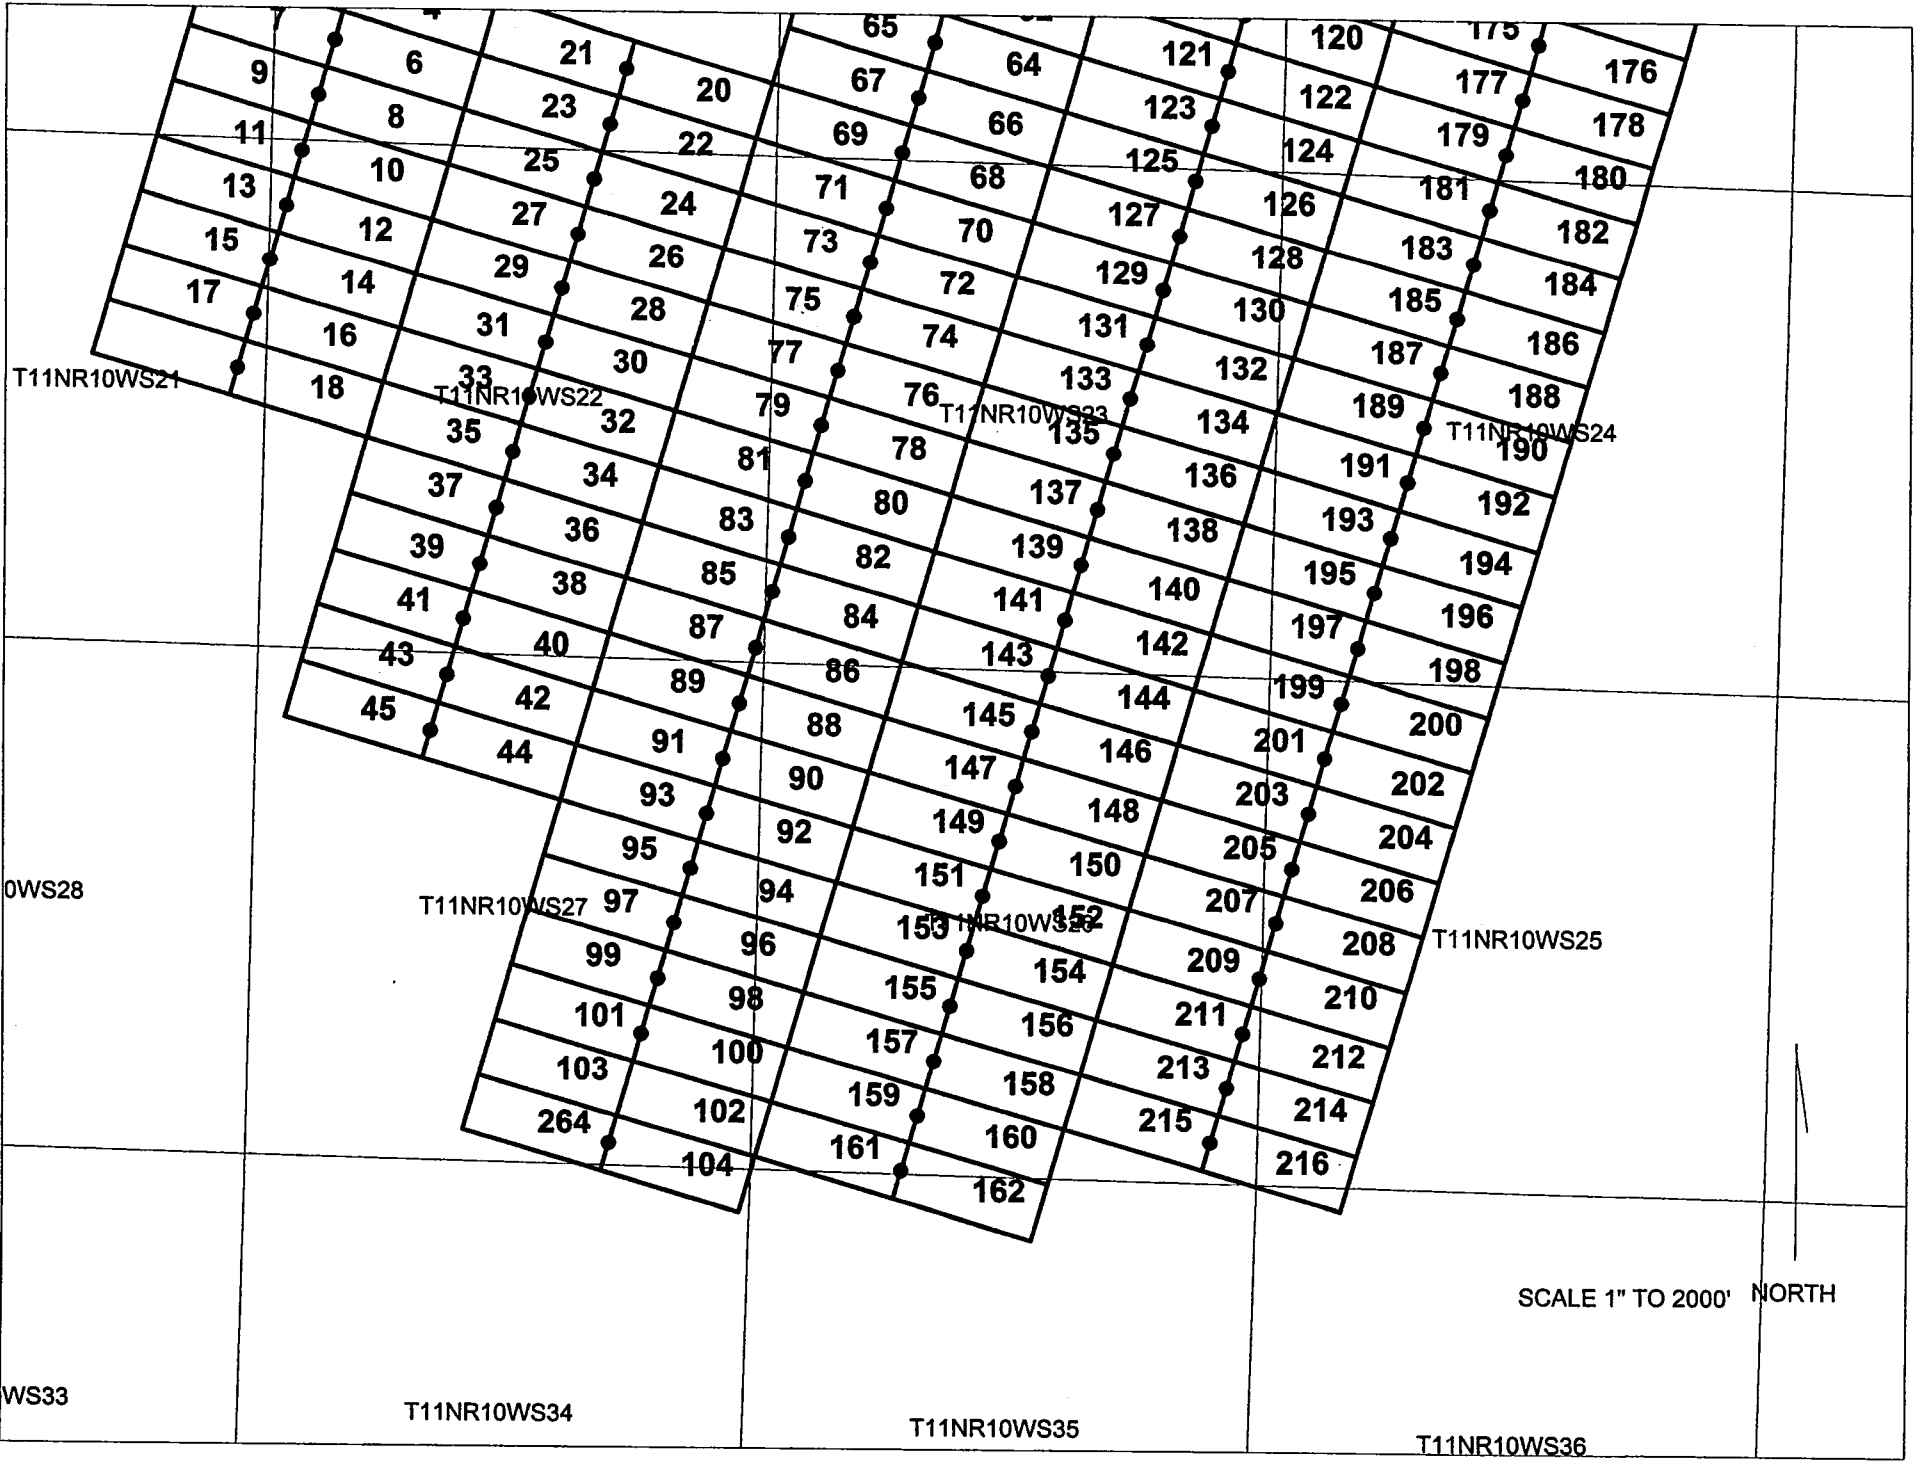 7 4 21 65 62 121 120 175
9 6 23 20 67 64 123 122 177 176
11 8 25 22 69 66 125 124 179 178
13 10 27 24 71 68 127 126 181 180
15 12 29 26 73 70 129 128 183 182
17 14 31 28 75 72 131 130 185 184
16 33 30 77 74 133 132 187 186
T11NR10WS21 18 T11NR10WS22 32 79 76 T11NR10WS23 135 134 189 188 T11NR10WS24 190
35 34 81 78 137 136 191 192
37 36 83 80 139 138 193 194
39 38 85 82 141 140 195 196
41 40 87 84 143 142 197 198
43 42 89 86 145 144 199 200
45 44 91 88 147 146 201 202
93 90 149 148 203 204
95 92 151 150 205 206
0WS28 T11NR10WS27 97 94 153 T11NR10WS26 152 207 208 T11NR10WS25
99 96 155 154 209 210
101 98 157 156 211 212
103 100 159 158 213 214
264 102 161 160 215 216
104 162
SCALE 1" TO 2000' NORTH
WS33 T11NR10WS34 T11NR10WS35 T11NR10WS36